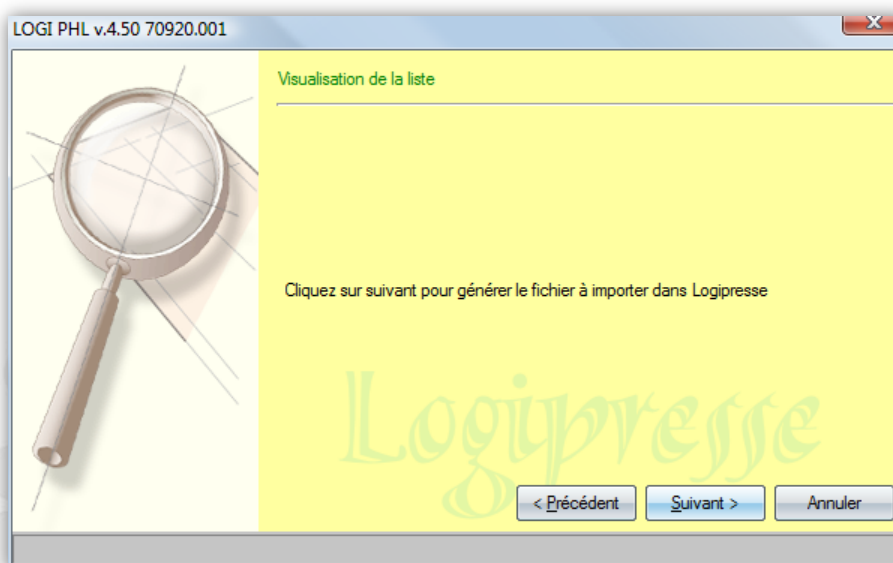 LOGI PHL v.4.50 70920.001
Visualisation de la liste
Cliquez sur suivant pour générer le fichier à importer dans Logipresse
Logipresse
< Précédent
Suivant >
Annuler